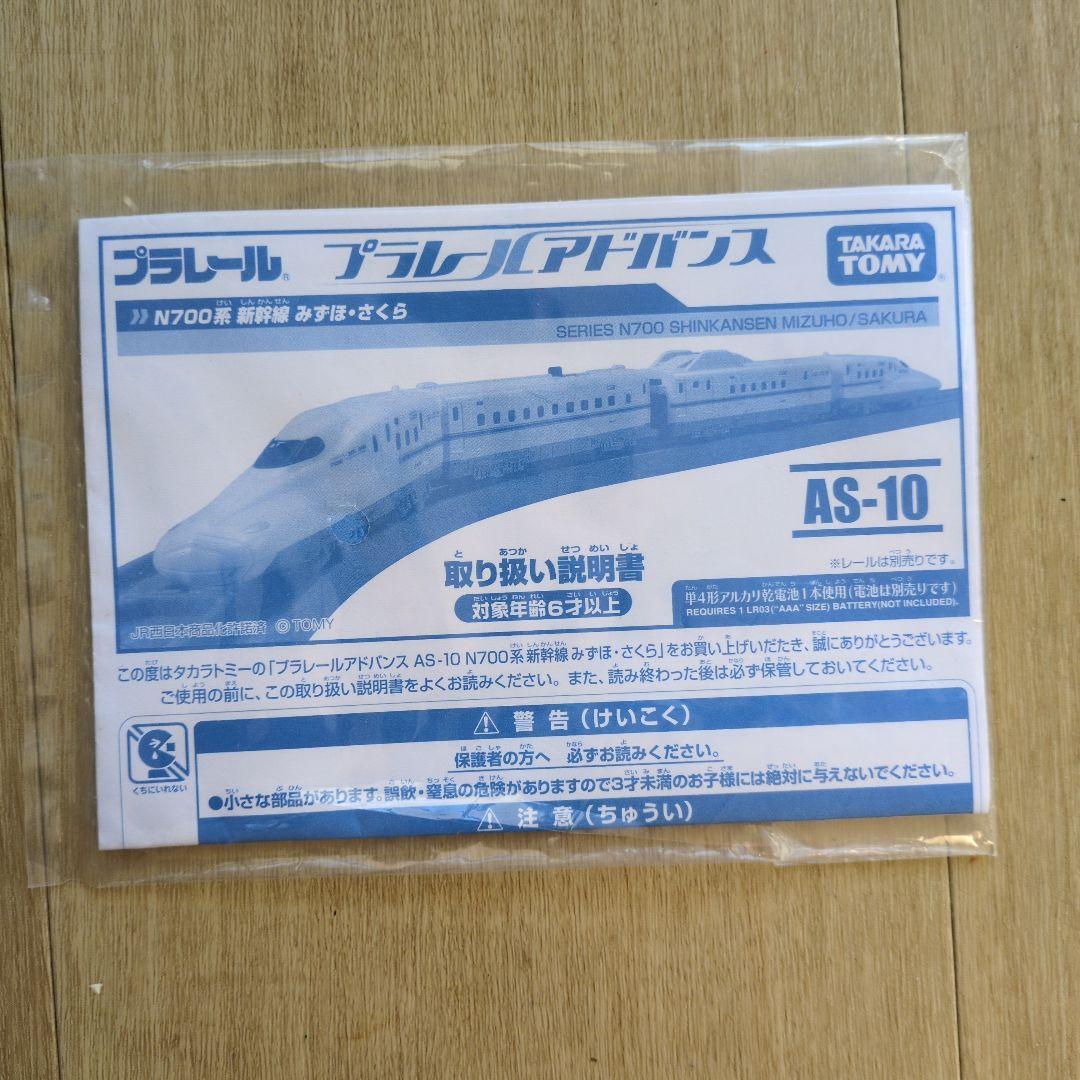 プラレール®
プラレールアドバンス
TAKARA TOMY
N700系 新幹線 みずほ・さくら
SERIES N700 SHINKANSEN MIZUHO/SAKURA
AS-10
取り扱い説明書
対象年齢6才以上
※レールは別売りです。
単4形アルカリ乾電池1本使用(電池は別売りです)
REQUIRES 1 LR03("AAA" SIZE) BATTERY(NOT INCLUDED).
JR西日本商品化許諾済 © TOMY
この度はタカラトミーの「プラレールアドバンス AS-10 N700系 新幹線 みずほ・さくら」をお買い上げいただき、誠にありがとうございます。
ご使用の前に、この取り扱い説明書をよくお読みください。また、読み終わった後は必ず保管しておいてください。
警告(けいこく)
保護者の方へ 必ずお読みください。
くちにいれない
●小さな部品があります。誤飲・窒息の危険がありますので3才未満のお子様には絶対に与えないでください。
注意(ちゅうい)